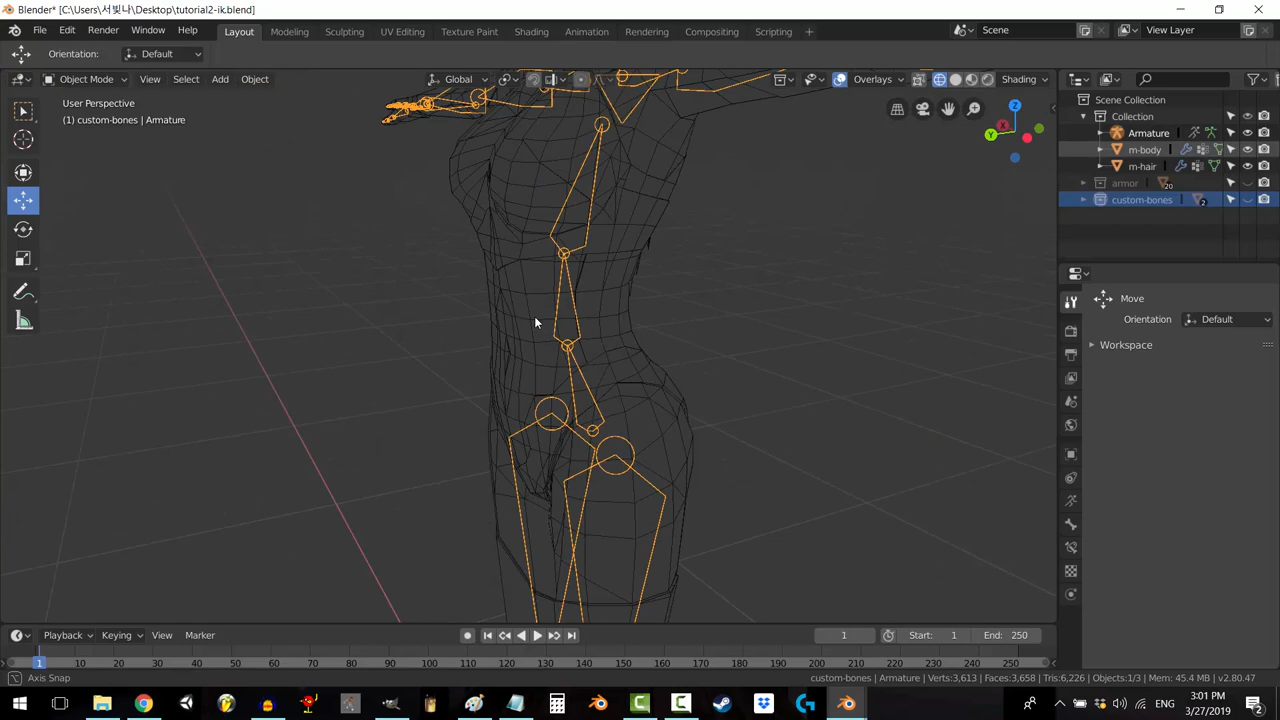 Blender* [C:\Users\서빛나\Desktop\tutorial2-ik.blend]
File Edit Render Window Help Layout Modeling Sculpting UV Editing Texture Paint Shading Animation Rendering Compositing Scripting + Scene View Layer
Orientation: Default
Object Mode View Select Add Object Global Overlays Shading
User Perspective
(1) custom-bones | Armature
Z
X
Y
Scene Collection
Collection
Armature
m-body
m-hair
armor 20
custom-bones 2
Move
Orientation Default
Workspace
Playback Keying View Marker 1 Start: 1 End: 250
1 10 20 30 40 50 60 70 80 90 100 110 120 130 140 150 160 170 180 190 200 210 220 230 240 250
Axis Snap custom-bones | Armature | Verts:3,613 | Faces:3,658 | Tris:6,226 | Objects:1/3 | Mem: 45.4 MB | v2.80.47
ENG 3:01 PM
3/27/2019 2